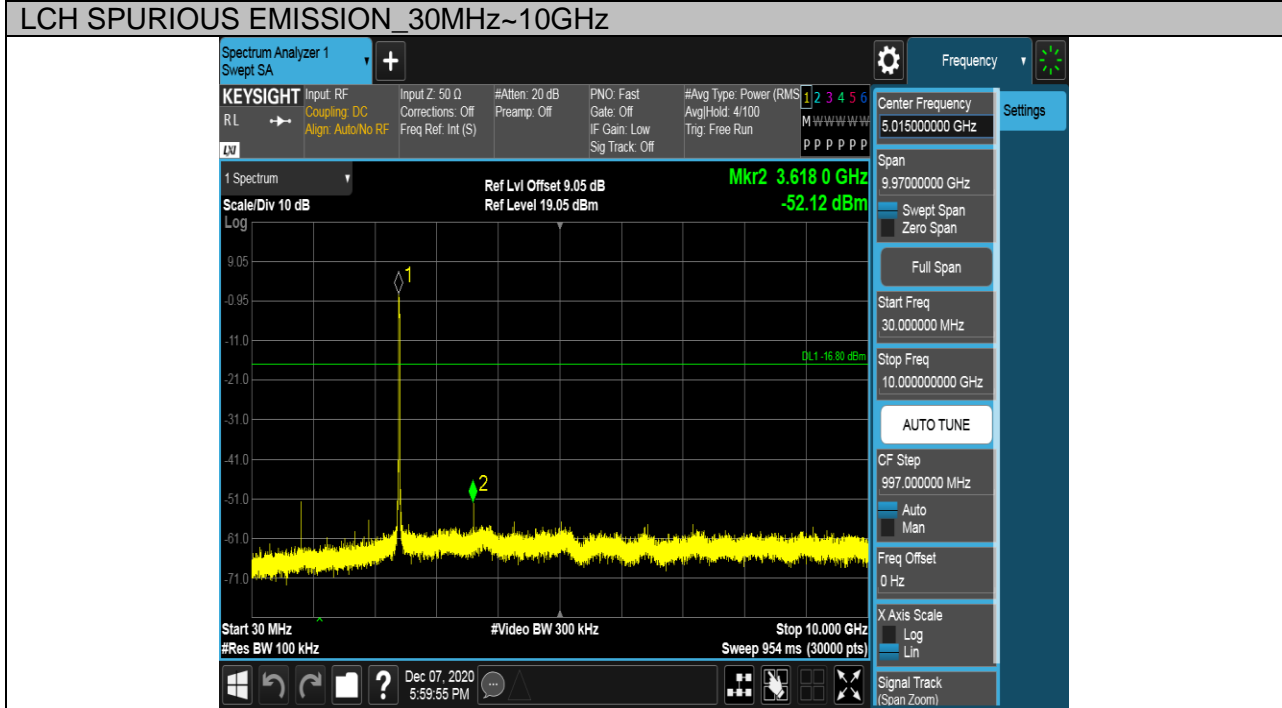 LCH SPURIOUS EMISSION_30MHz~10GHz
Spectrum Analyzer 1
Swept SA
Frequency
KEYSIGHT
RL
LXI
Input: RF
Coupling: DC
Align: Auto/No RF
Input Z: 50 Ω
Corrections: Off
Freq Ref: Int (S)
#Atten: 20 dB
Preamp: Off
PNO: Fast
Gate: Off
IF Gain: Low
Sig Track: Off
#Avg Type: Power (RMS
Avg|Hold: 4/100
Trig: Free Run
1 2 3 4 5 6
M W W W W W
P P P P P P
1 Spectrum
Scale/Div 10 dB
Ref Lvl Offset 9.05 dB
Ref Level 19.05 dBm
Mkr2 3.618 0 GHz
-52.12 dBm
Log
9.05
-0.95
-11.0
-21.0
-31.0
-41.0
-51.0
-61.0
-71.0
1
DL1 -16.80 dBm
2
Start 30 MHz
#Res BW 100 kHz
#Video BW 300 kHz
Stop 10.000 GHz
Sweep 954 ms (30000 pts)
?
Dec 07, 2020
5:59:55 PM
Center Frequency
5.015000000 GHz
Settings
Span
9.97000000 GHz
Swept Span
Zero Span
Full Span
Start Freq
30.000000 MHz
Stop Freq
10.000000000 GHz
AUTO TUNE
CF Step
997.000000 MHz
Auto
Man
Freq Offset
0 Hz
X Axis Scale
Log
Lin
Signal Track
(Span Zoom)